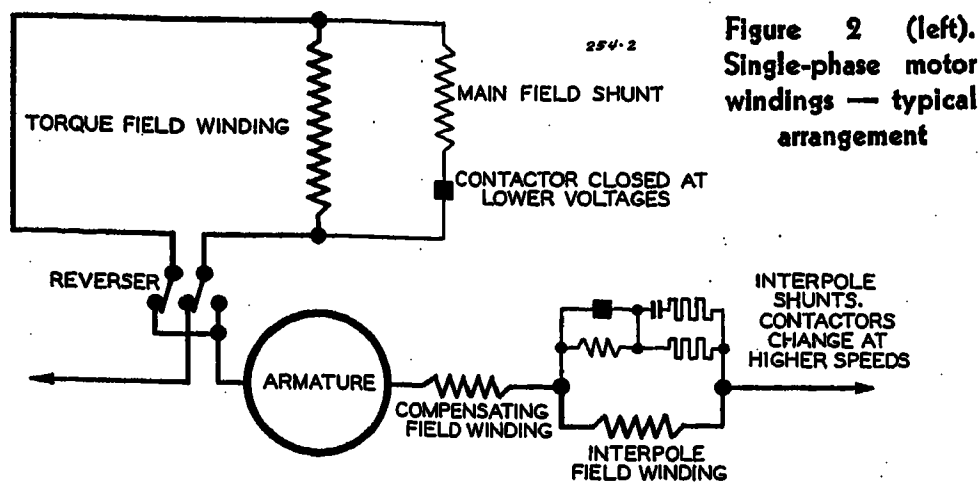 Figure 2 (left).
Single-phase motor
windings — typical
arrangement
254-2
MAIN FIELD SHUNT
TORQUE FIELD WINDING
CONTACTOR CLOSED AT
LOWER VOLTAGES
REVERSER
INTERPOLE
SHUNTS.
CONTACTORS
CHANGE AT
HIGHER SPEEDS
ARMATURE
COMPENSATING
FIELD WINDING
INTERPOLE
FIELD WINDING